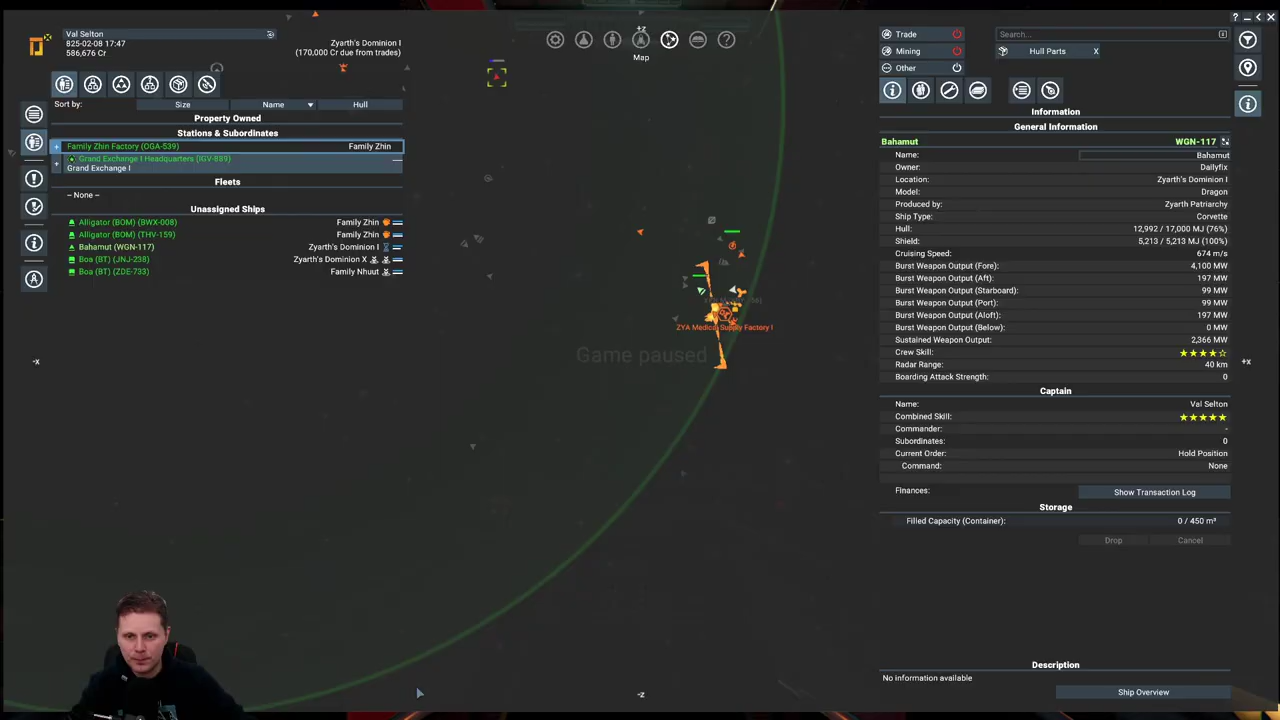 Val Selton
825-02-08 17:47
586,676 Cr
Zyarth's Dominion I
(170,000 Cr due from trades)
+z
Map
?
?
Sort by:
Size
Name
Hull
Property Owned
Stations & Subordinates
+ Family Zhin Factory (OGA-539) Family Zhin
+ Grand Exchange I Headquarters (IGV-889)
Grand Exchange I
Fleets
-- None --
Unassigned Ships
Alligator (BOM) (BWX-008) Family Zhin
Alligator (BOM) (THV-159) Family Zhin
Bahamut (WGN-117) Zyarth's Dominion I
Boa (BT) (JNJ-238) Zyarth's Dominion X
Boa (BT) (ZDE-733) Family Nhuut
-x
ZYA Medical Supply Factory I
Game paused
+x
-z
Trade
Mining
Other
Search...
Hull Parts X
Information
General Information
Bahamut WGN-117
Name: Bahamut
Owner: Dailyfix
Location: Zyarth's Dominion I
Model: Dragon
Produced by: Zyarth Patriarchy
Ship Type: Corvette
Hull: 12,992 / 17,000 MJ (76%)
Shield: 5,213 / 5,213 MJ (100%)
Cruising Speed: 674 m/s
Burst Weapon Output (Fore): 4,100 MW
Burst Weapon Output (Aft): 197 MW
Burst Weapon Output (Starboard): 99 MW
Burst Weapon Output (Port): 99 MW
Burst Weapon Output (Aloft): 197 MW
Burst Weapon Output (Below): 0 MW
Sustained Weapon Output: 2,366 MW
Crew Skill: ★★★★☆
Radar Range: 40 km
Boarding Attack Strength: 0
Captain
Name: Val Selton
Combined Skill: ★★★★★
Commander: -
Subordinates: 0
Current Order: Hold Position
Command: None
Finances: Show Transaction Log
Storage
Filled Capacity (Container): 0 / 450 m³
Drop Cancel
Description
No information available
Ship Overview